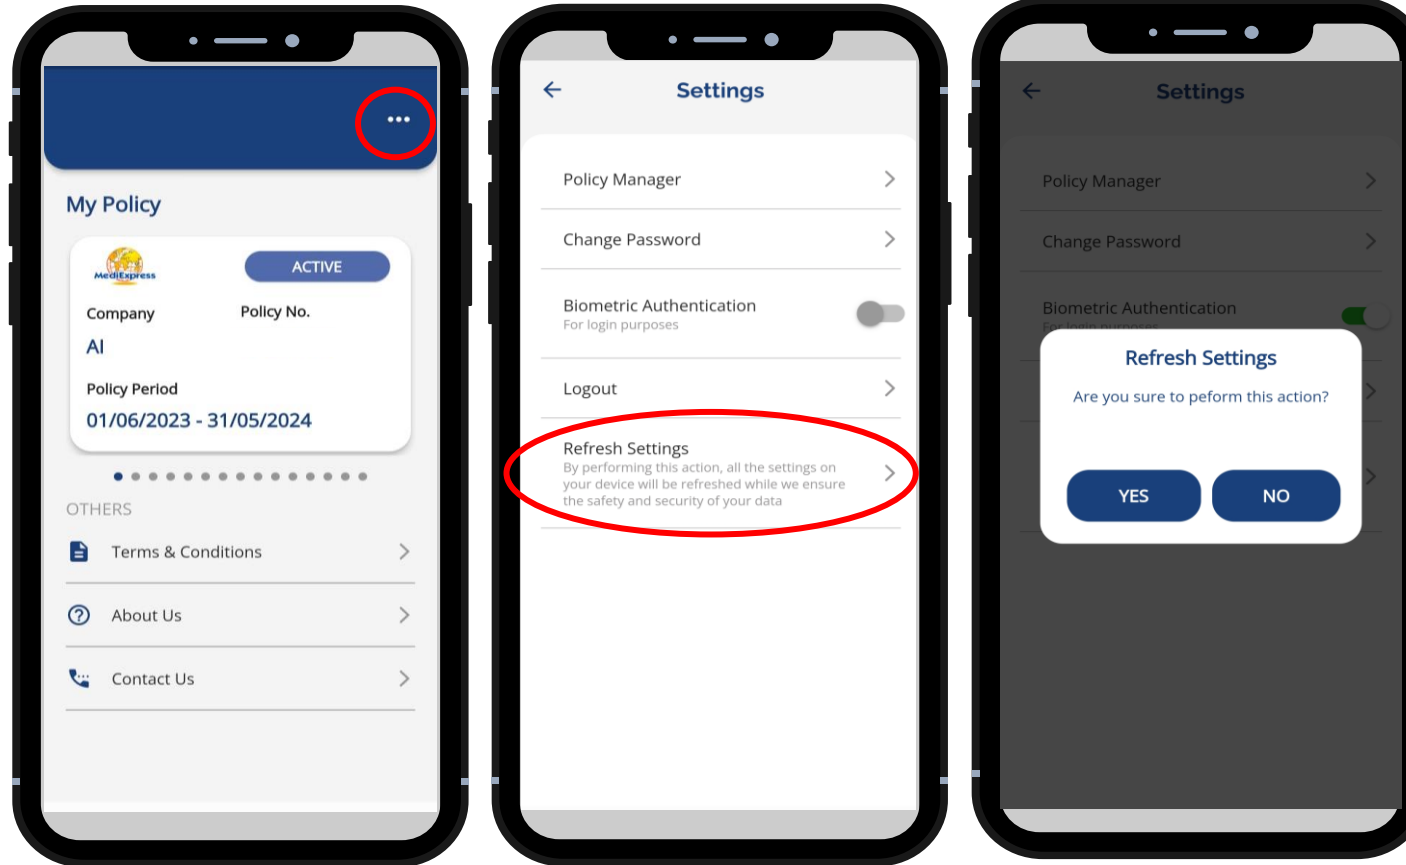 •••
My Policy
MediExpress
ACTIVE
Company
Policy No.
AI
Policy Period
01/06/2023 - 31/05/2024
OTHERS
Terms & Conditions
About Us
Contact Us
Settings
Policy Manager
Change Password
Biometric Authentication
For login purposes
Logout
Refresh Settings
By performing this action, all the settings on
your device will be refreshed while we ensure
the safety and security of your data
Settings
Policy Manager
Change Password
Biometric Authentication
For login purposes
Refresh Settings
Are you sure to peform this action?
YES
NO